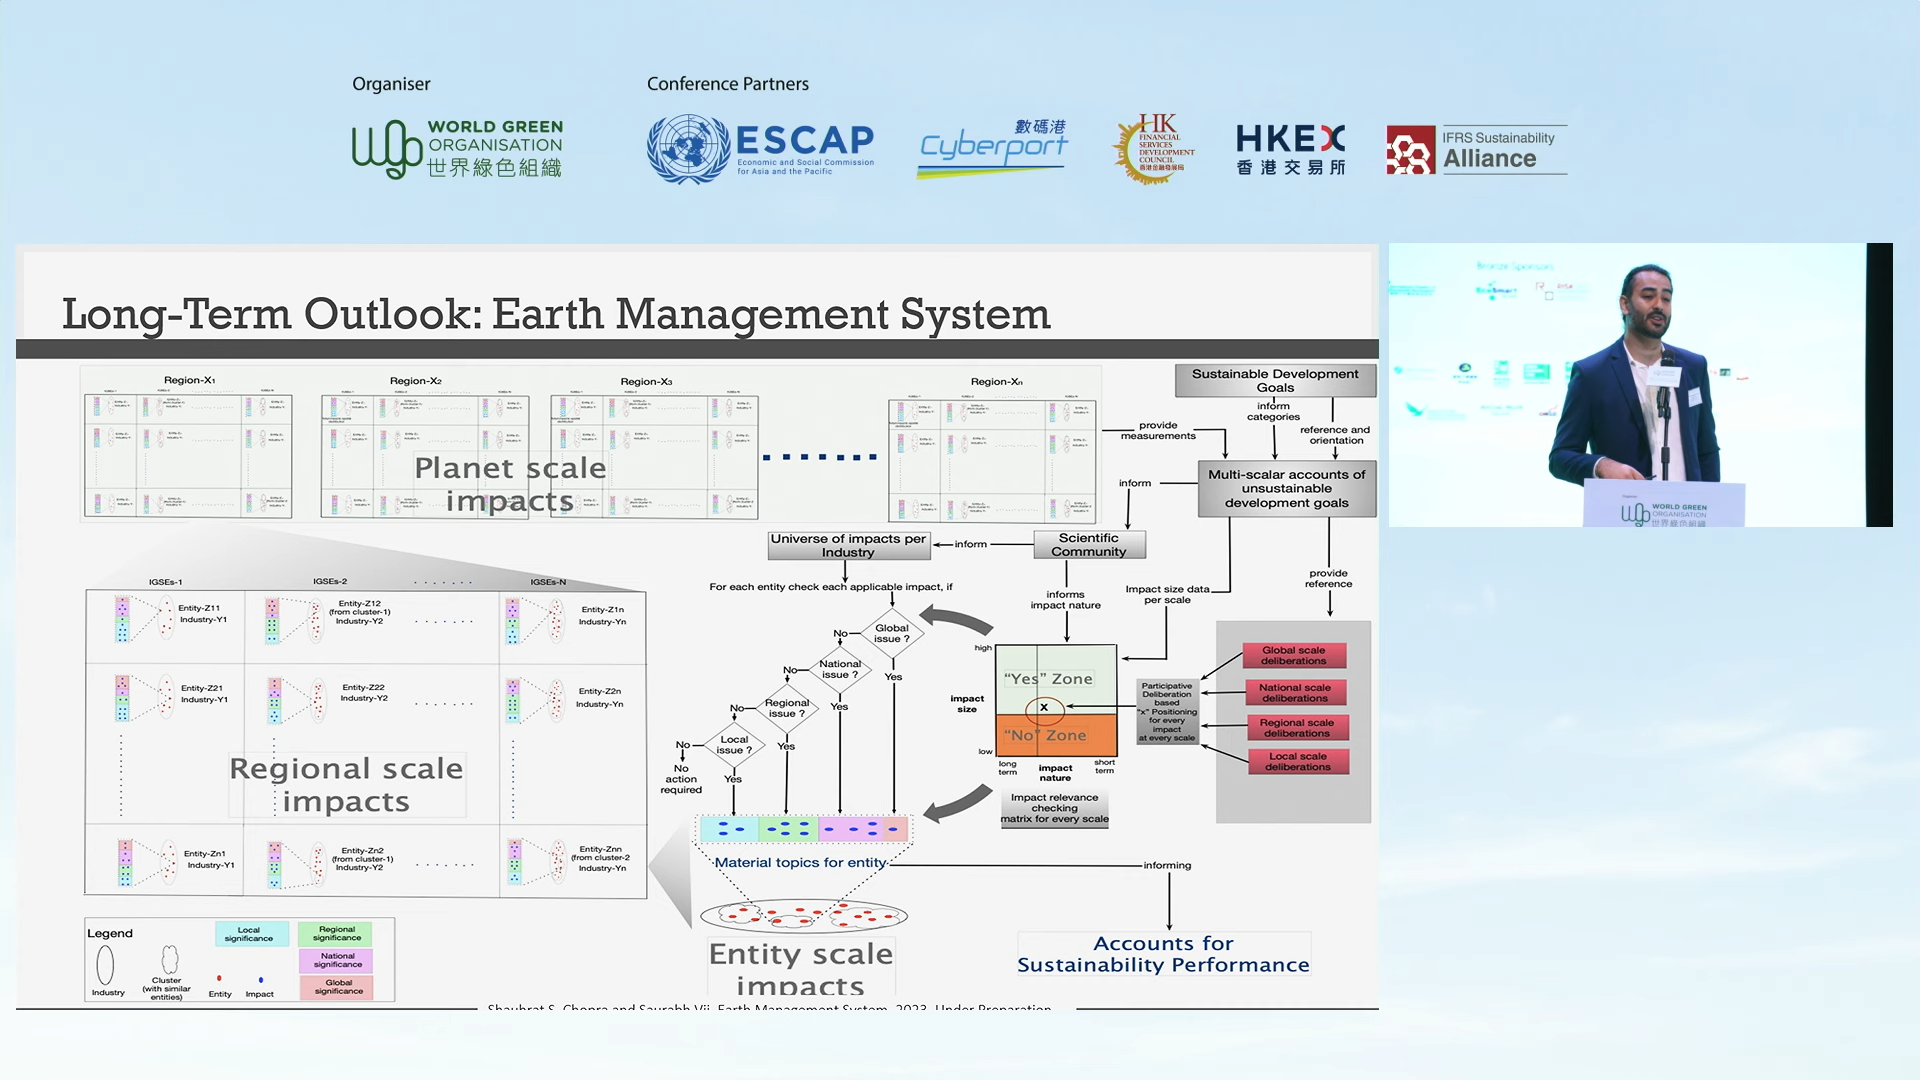 Organiser
Conference Partners
WORLD GREEN
ORGANISATION
世界綠色組織
ESCAP
Economic and Social Commission
for Asia and the Pacific
數碼港
Cyberport
HK
FINANCIAL
SERVICES
DEVELOPMENT
COUNCIL
香港金融發展局
HKEX
香港交易所
IFRS Sustainability
Alliance
Long-Term Outlook: Earth Management System
Region-X1
Region-X2
Region-X3
Region-Xn
Planet scale
impacts
Sustainable Development
Goals
inform
categories
reference and
orientation
provide
measurements
Multi-scalar accounts of
unsustainable
development goals
inform
Universe of impacts per
Industry
inform
Scientific
Community
For each entity check each applicable impact, if
informs
impact nature
Impact size data
per scale
provide
reference
IGSEs-1
IGSEs-2
IGSEs-N
Entity-Z11
Industry-Y1
Entity-Z12
(from cluster-1)
Industry-Y2
Entity-Z1n
Industry-Yn
Entity-Z21
Industry-Y1
Entity-Z22
Industry-Y2
Entity-Z2n
Industry-Yn
Regional scale
impacts
Entity-Zn1
Industry-Y1
Entity-Zn2
(from cluster-1)
Industry-Y2
Entity-Znn
(from cluster-2
Industry-Yn
Global
issue ?
No
National
issue ?
No
Yes
Regional
issue ?
No
Yes
Local
issue ?
No
Yes
No
action
required
Yes
high
impact
size
low
"Yes" Zone
x
"No" Zone
long
term
impact
nature
short
term
Impact relevance
checking
matrix for every scale
Participative
Deliberation
based
"x" Positioning
for every
impact
at every scale
Global scale
deliberations
National scale
deliberations
Regional scale
deliberations
Local scale
deliberations
Material topics for entity
informing
Entity scale
impacts
Accounts for
Sustainability Performance
Legend
Industry
Cluster
(with similar
entities)
Entity
Impact
Local
significance
Regional
significance
National
significance
Global
significance
Shauhrat S. Chopra and Saurabh Vij, Earth Management System, 2023, Under Preparation
Bronze Sponsors
WORLD GREEN
ORGANISATION
世界綠色組織